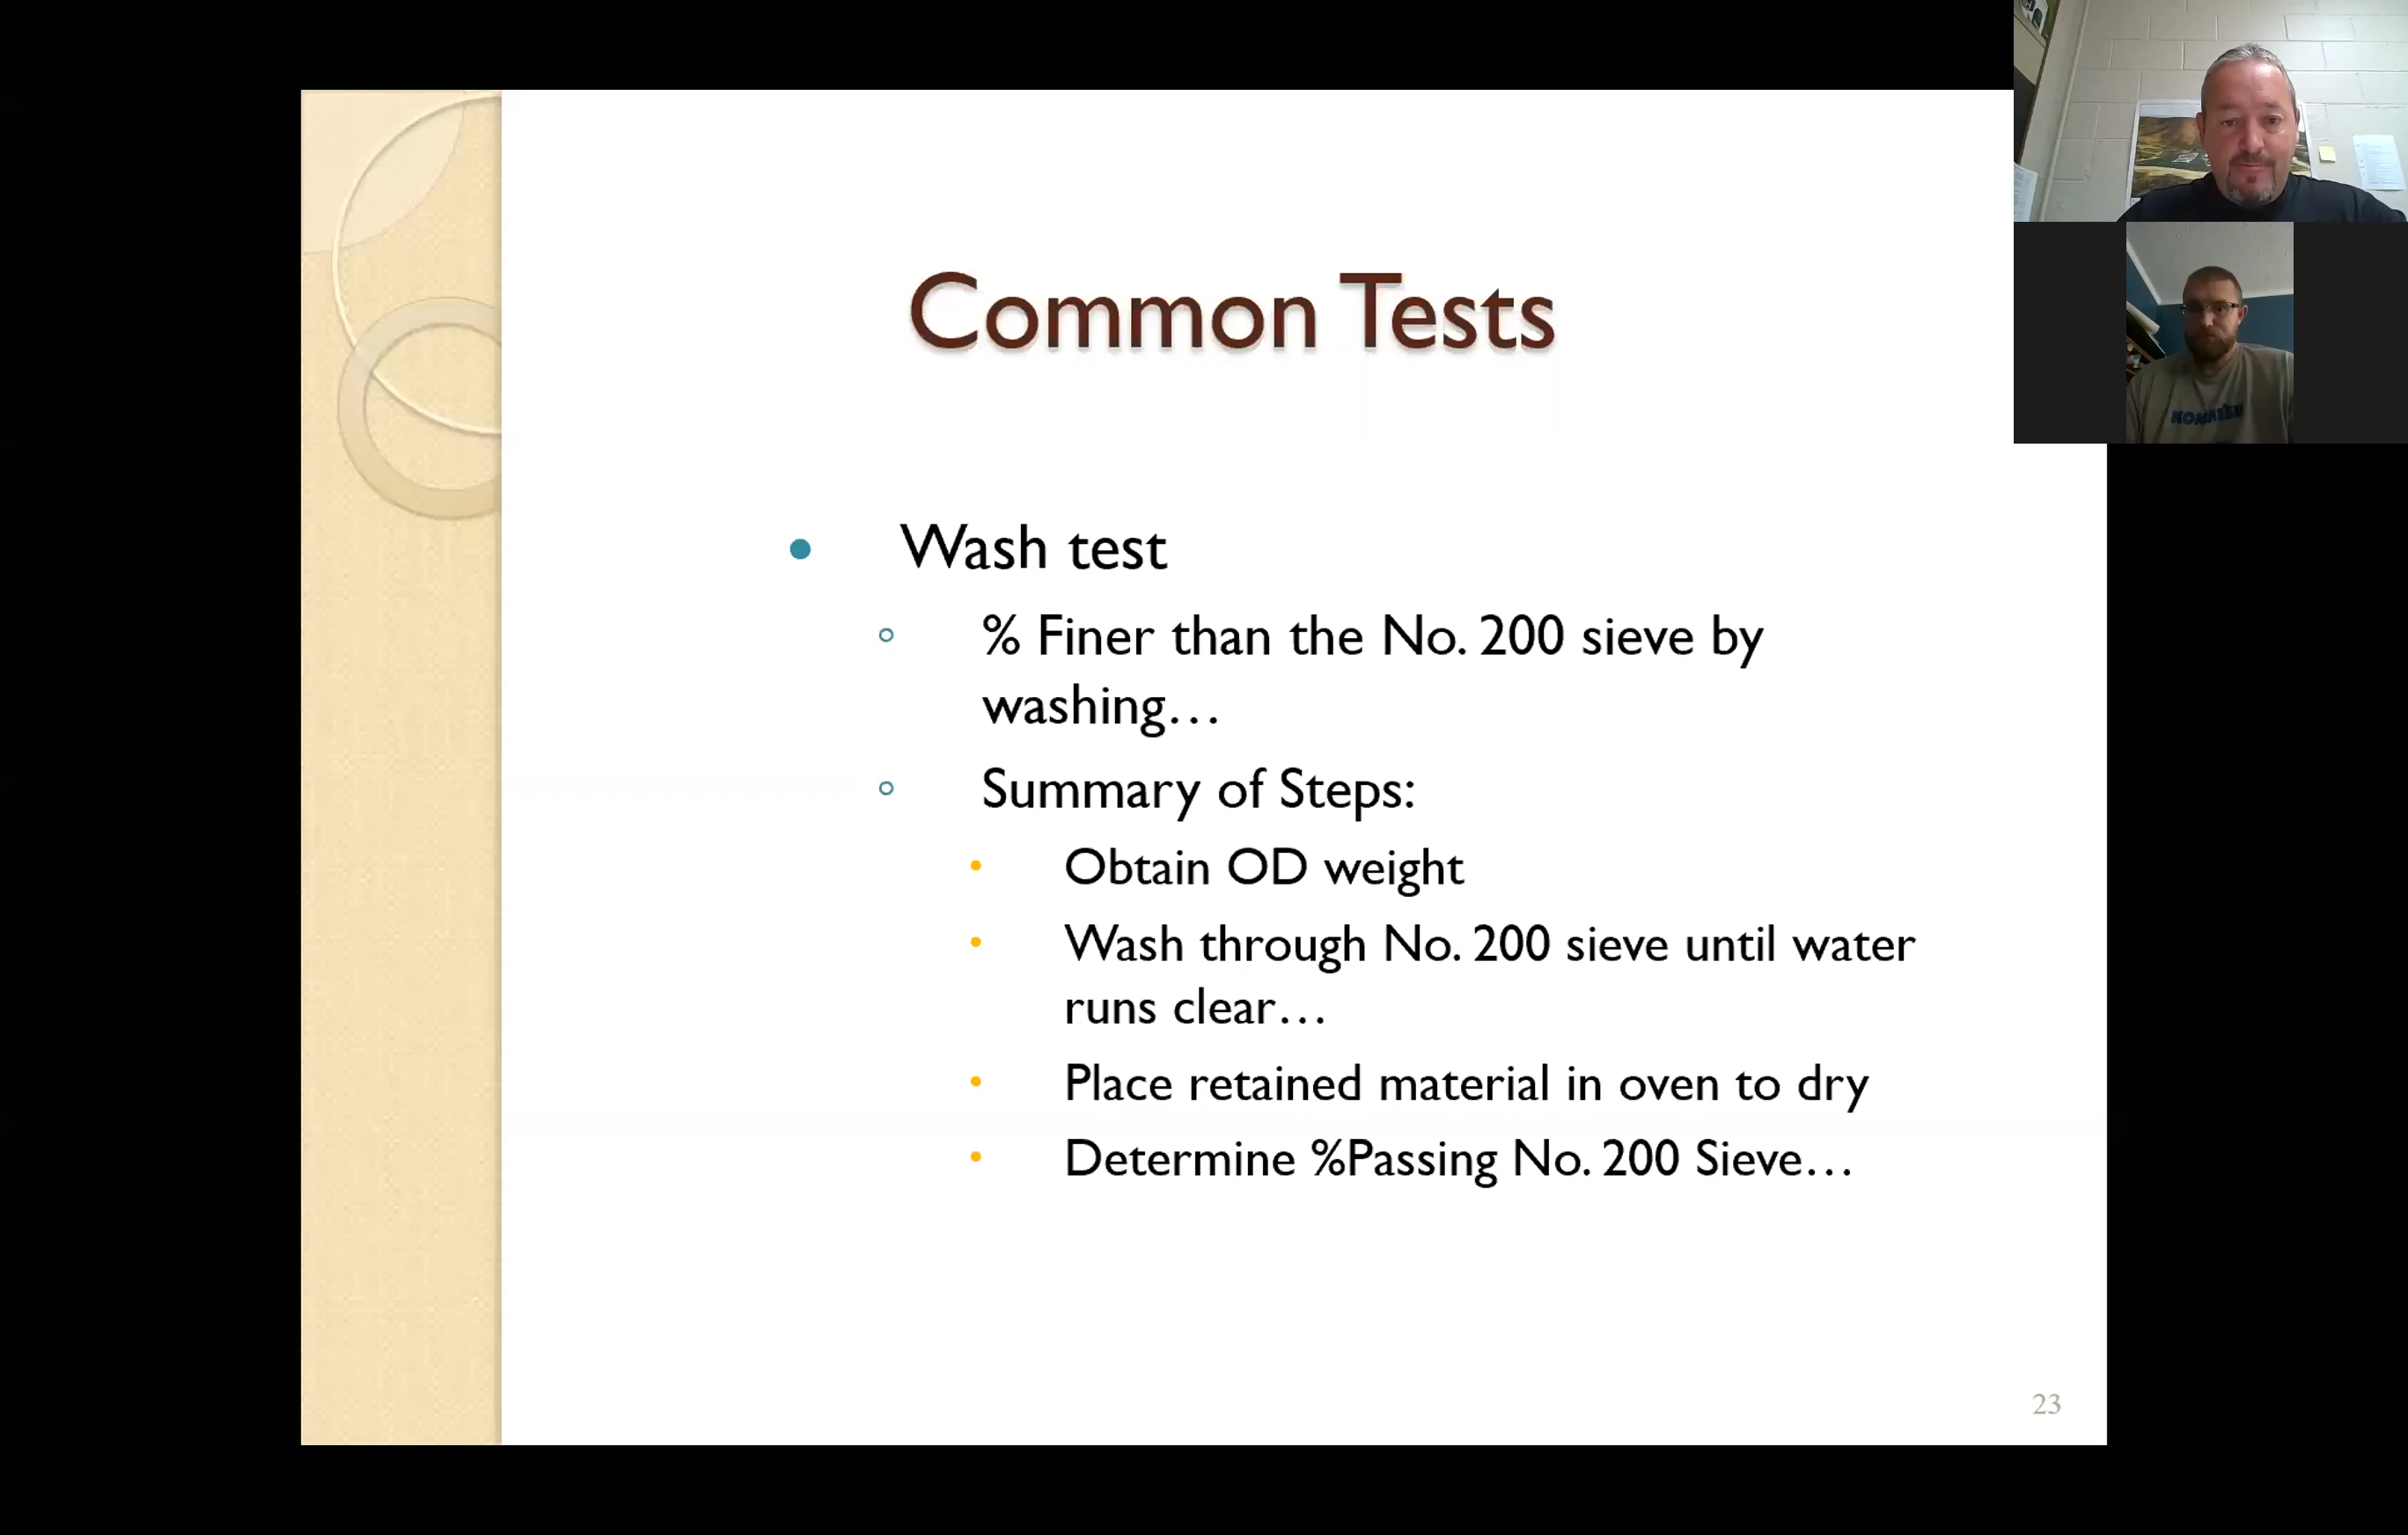 Common Tests
Wash test
% Finer than the No. 200 sieve by
washing…
Summary of Steps:
Obtain OD weight
Wash through No. 200 sieve until water
runs clear…
Place retained material in oven to dry
Determine %Passing No. 200 Sieve…
23
KOMATSU